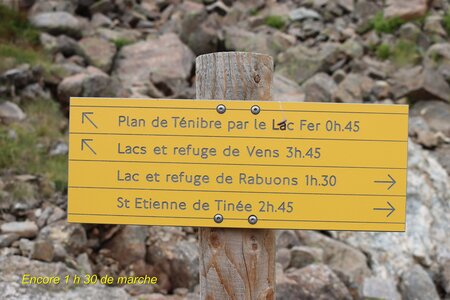 Plan de Ténibre par le Lac Fer 0h.45
Lacs et refuge de Vens 3h.45
Lac et refuge de Rabuons 1h.30
St Etienne de Tinée 2h.45
Encore 1 h 30 de marche